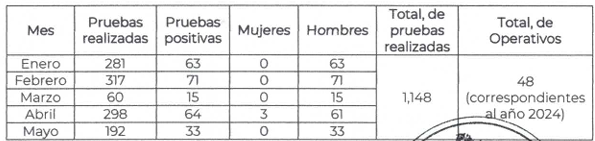 Mes Pruebas realizadas Pruebas positivas Mujeres Hombres Total, de pruebas realizadas Total, de Operativos
Enero 281 63 0 63
Febrero 317 71 0 71
Marzo 60 15 0 15 1,148 48 (correspondientes al año 2024)
Abril 298 64 3 61
Mayo 192 33 0 33